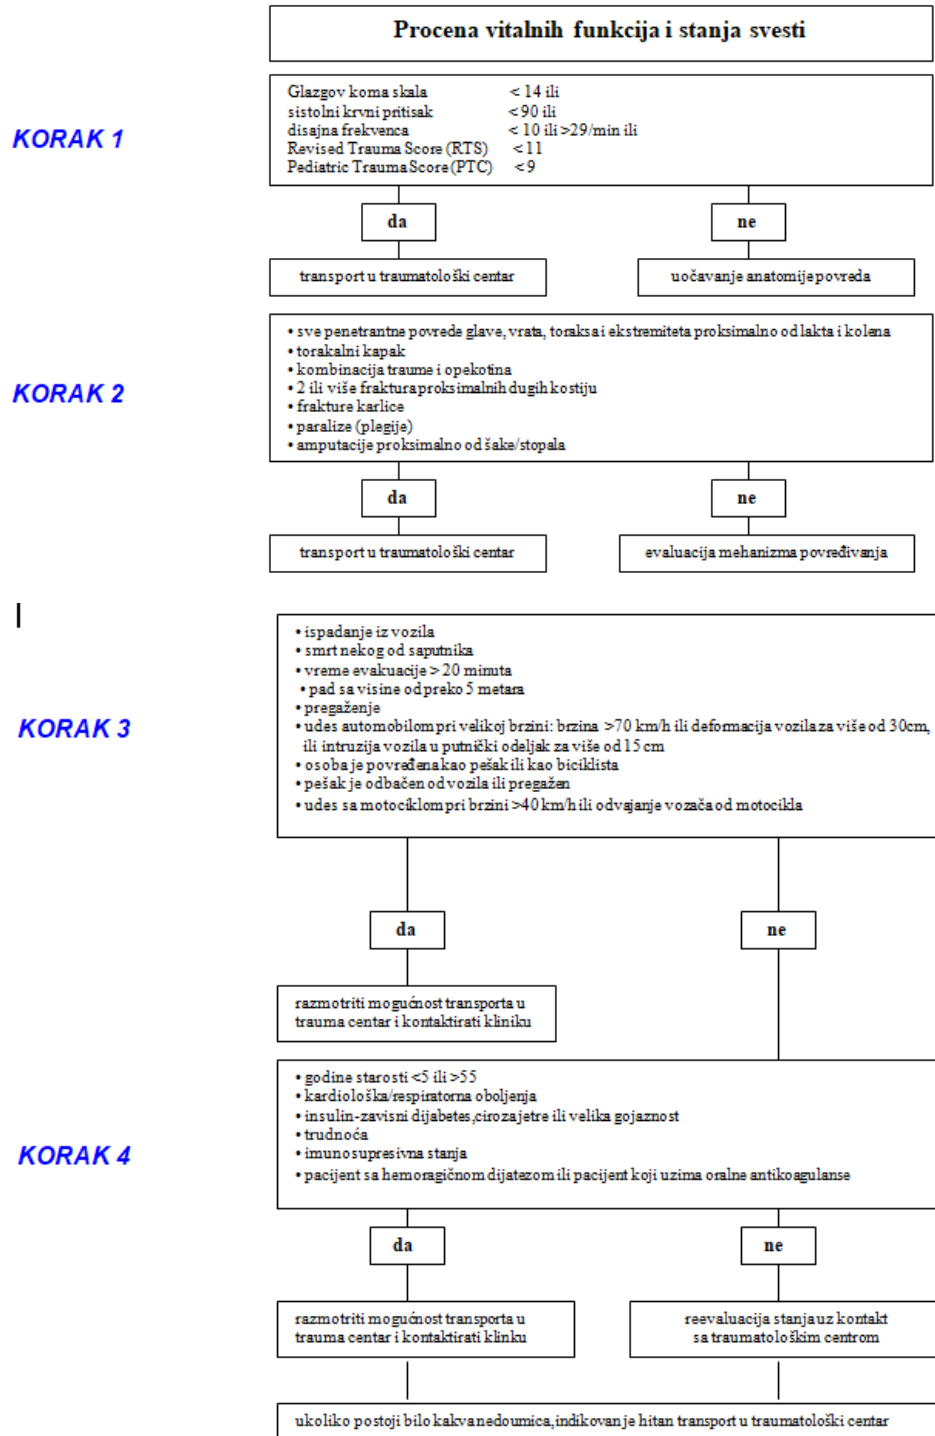 Procena vitalnih funkcija i stanja svesti
KORAK 1
Glazgov koma skala < 14 ili
sistolni krvni pritisak < 90 ili
disajna frekvenca < 10 ili >29/min ili
Revised Trauma Score (RTS) < 11
Pediatric Trauma Score (PTC) < 9
da
ne
transport u traumatološki centar
uočavanje anatomije povreda
KORAK 2
• sve penetrantne povrede glave, vrata, toraksa i ekstremiteta proksimalno od lakta i kolena
• torakalni kapak
• kombinacija traume i opekotina
• 2 ili više fraktura proksimalnih dugih kostiju
• frakture karlice
• paralize (plegije)
• amputacije proksimalno od šake/stopala
da
ne
transport u traumatološki centar
evaluacija mehanizma povređivanja
KORAK 3
• ispadanje iz vozila
• smrt nekog od saputnika
• vreme evakuacije > 20 minuta
• pad sa visine od preko 5 metara
• pregaženje
• udes automobilom pri velikoj brzini: brzina >70 km/h ili deformacija vozila za više od 30cm,
ili intruzija vozila u putnički odeljak za više od 15 cm
• osoba je povređena kao pešak ili kao biciklista
• pešak je odbačen od vozila ili pregažen
• udes sa motociklom pri brzini >40 km/h ili odvajanje vozača od motocikla
da
ne
razmotriti mogućnost transporta u
trauma centar i kontaktirati kliniku
KORAK 4
• godine starosti <5 ili >55
• kardiološka/respiratorna oboljenja
• insulin-zavisni dijabetes, ciroza jetre ili velika gojaznost
• trudnoća
• imunosupresivna stanja
• pacijent sa hemoragičnom dijatezom ili pacijent koji uzima oralne antikoagulanse
da
ne
razmotriti mogućnost transporta u
trauma centar i kontaktirati klinku
reevaluacija stanja uz kontakt
sa traumatološkim centrom
ukoliko postoji bilo kakva nedoumica, indikovan je hitan transport u traumatološki centar